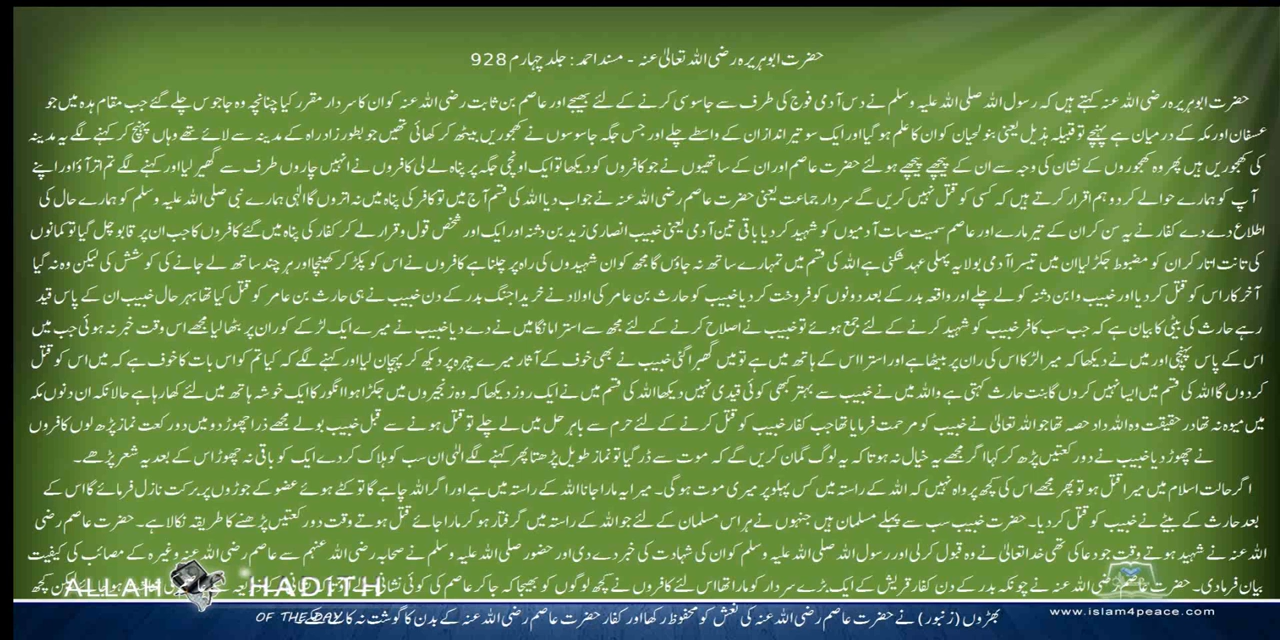 حضرت ابوہریرہ رضی اللہ تعالیٰ عنہ - مسند احمد : جلد چہارم 928
حضرت ابوہریرہ رضی اللہ عنہ کہتے ہیں کہ رسول اللہ صلی اللہ علیہ وسلم نے دس آدمی فوج کی طرف سے جاسوسی کرنے کے لئے بھیجے اور عاصم بن ثابت رضی اللہ عنہ کو ان کا سردار مقرر کیا چنانچہ وہ جاسوس چلے گئے جب مقام ہدہ میں جو
عسفان اور مکہ کے درمیان ہے پہنچے تو قبیلہ ہذیل یعنی بنو لحیان کو ان کا علم ہو گیا اور ایک سو تیر انداز ان کے واسطے چلے اور جس جگہ جاسوسوں نے کھجوریں بیٹھ کر کھائی تھیں جو بطور زاد راہ کے مدینہ سے لائے تھے وہاں پہنچ کر کہنے لگے یہ مدینہ
کی کھجوریں ہیں پھر وہ کھجوروں کے نشان کی وجہ سے ان کے پیچھے پیچھے ہو لئے حضرت عاصم اور ان کے ساتھیوں نے جو کافروں کو دیکھا تو ایک اونچی جگہ پر پناہ لے لی کافروں نے انہیں چاروں طرف سے گھیر لیا اور کہنے لگے تم اتر آؤ اور اپنے
آپ کو ہمارے حوالے کر دو ہم اقرار کرتے ہیں کہ کسی کو قتل نہیں کریں گے سردار جماعت یعنی حضرت عاصم رضی اللہ عنہ نے جواب دیا اللہ کی قسم آج میں تو کافر کی پناہ میں نہ اتروں گا الٰہی ہمارے نبی صلی اللہ علیہ وسلم کو ہمارے حال کی
اطلاع دے دے کفار نے یہ سن کر ان کے تیر مارے اور عاصم سمیت سات آدمیوں کو شہید کر دیا باقی تین آدمی یعنی خبیب انصاری زید بن دثنہ اور ایک اور شخص قول و قرار لے کر کفار کی پناہ میں گئے کافروں کا جب ان پر قابو چل گیا تو کمانوں
کی تانت اتار کر ان کو مضبوط جکڑ لیا ان میں تیسرا آدمی بولا یہ پہلی عہد شکنی ہے اللہ کی قسم میں تمہارے ساتھ نہ جاؤں گا مجھ کو ان شہیدوں کی راہ پر چلنا ہے کافروں نے اس کو پکڑ کر کھینچا اور ہر چند ساتھ لے جانے کی کوشش کی لیکن وہ نہ گیا
آخر کار اس کو قتل کر دیا اور خبیب و ابن دثنہ کو لے چلے اور واقعہ بدر کے بعد دونوں کو فروخت کر دیا خبیب کو حارث بن عامر کی اولاد نے خریدا جنگ بدر کے دن خبیب نے ہی حارث بن عامر کو قتل کیا تھا بہر حال خبیب ان کے پاس قید
رہے حارث کی بیٹی کا بیان ہے کہ جب سب کافر خبیب کو شہید کرنے کے لئے جمع ہوئے تو خبیب نے اصلاح کرنے کے لئے مجھ سے استرا مانگا میں نے دے دیا خبیب نے میرے ایک لڑکے کو ران پر بٹھا لیا مجھے اس وقت خبر نہ ہوئی جب میں
اس کے پاس پہنچی اور میں نے دیکھا کہ میرا لڑکا اس کی ران پر بیٹھا ہے اور استرا اس کے ہاتھ میں ہے تو میں گھبرا گئی خبیب نے بھی خوف کے آثار میرے چہرہ پر دیکھ کر پہچان لیا اور کہنے لگے کہ کیا تم کو اس بات کا خوف ہے کہ میں اس کو قتل
کر دوں گا اللہ کی قسم میں ایسا نہیں کروں گا بنت حارث کہتی ہے واللہ میں نے خبیب سے بہتر کبھی کوئی قیدی نہیں دیکھا اللہ کی قسم میں نے ایک روز دیکھا کہ وہ زنجیروں میں جکڑا ہوا انگور کا ایک خوشہ ہاتھ میں لئے کھا رہا ہے حالانکہ ان دنوں مکہ
میں میوہ نہ تھا در حقیقت وہ اللہ داد حصہ تھا جو اللہ تعالیٰ نے خبیب کو مرحمت فرمایا تھا جب کفار خبیب کو قتل کرنے کے لئے حرم سے باہر حل میں لے چلے تو قتل ہونے سے قبل خبیب بولے مجھے ذرا چھوڑ دو میں دو رکعت نماز پڑھ لوں کافروں
نے چھوڑ دیا خبیب نے دو رکعتیں پڑھ کر کہا اگر مجھے یہ خیال نہ ہوتا کہ یہ لوگ گمان کریں گے کہ موت سے ڈر گیا تو نماز طویل پڑھتا پھر کہنے لگے الٰہی ان سب کو ہلاک کر دے ایک کو باقی نہ چھوڑ اس کے بعد یہ شعر پڑھے۔
اگر حالت اسلام میں میرا قتل ہو تو پھر مجھے اس کی کچھ پرواہ نہیں کہ اللہ کے راستہ میں کس پہلو پر میری موت ہو گی۔ میرا یہ مارا جانا اللہ کے راستہ میں ہے اور اگر اللہ چاہے گا تو کٹے ہوئے عضو کے جوڑوں پر برکت نازل فرمائے گا اس کے
بعد حارث کے بیٹے نے خبیب کو قتل کر دیا۔ حضرت خبیب سب سے پہلے مسلمان ہیں جنہوں نے ہر اس مسلمان کے لئے جو اللہ کے راستہ میں گرفتار ہو کر مارا جائے قتل ہوتے وقت دو رکعتیں پڑھنے کا طریقہ نکالا ہے۔ حضرت عاصم رضی
اللہ عنہ نے شہید ہوتے وقت جو دعا کی تھی خدا تعالیٰ نے وہ قبول کر لی اور رسول اللہ صلی اللہ علیہ وسلم کو ان کی شہادت کی خبر دے دی اور حضور صلی اللہ علیہ وسلم نے صحابہ رضی اللہ عنہم سے عاصم رضی اللہ عنہ وغیرہ کے مصائب کی کیفیت
بیان فرما دی۔ حضرت عاصم رضی اللہ عنہ نے چونکہ بدر کے دن کفار قریش کے ایک بڑے سردار کو مارا تھا اس لئے کافروں نے کچھ لوگوں کو بھیجا کہ جا کر عاصم کی کوئی نشانی کچھ
ALLAH HADITH
بھڑوں (زنبور) نے حضرت عاصم رضی اللہ عنہ کی نعش کو محفوظ رکھا اور کفار حضرت عاصم رضی اللہ عنہ کے بدن کا گوشت نہ کاٹ سکے۔
OF THE DAY
www.islam4peace.com